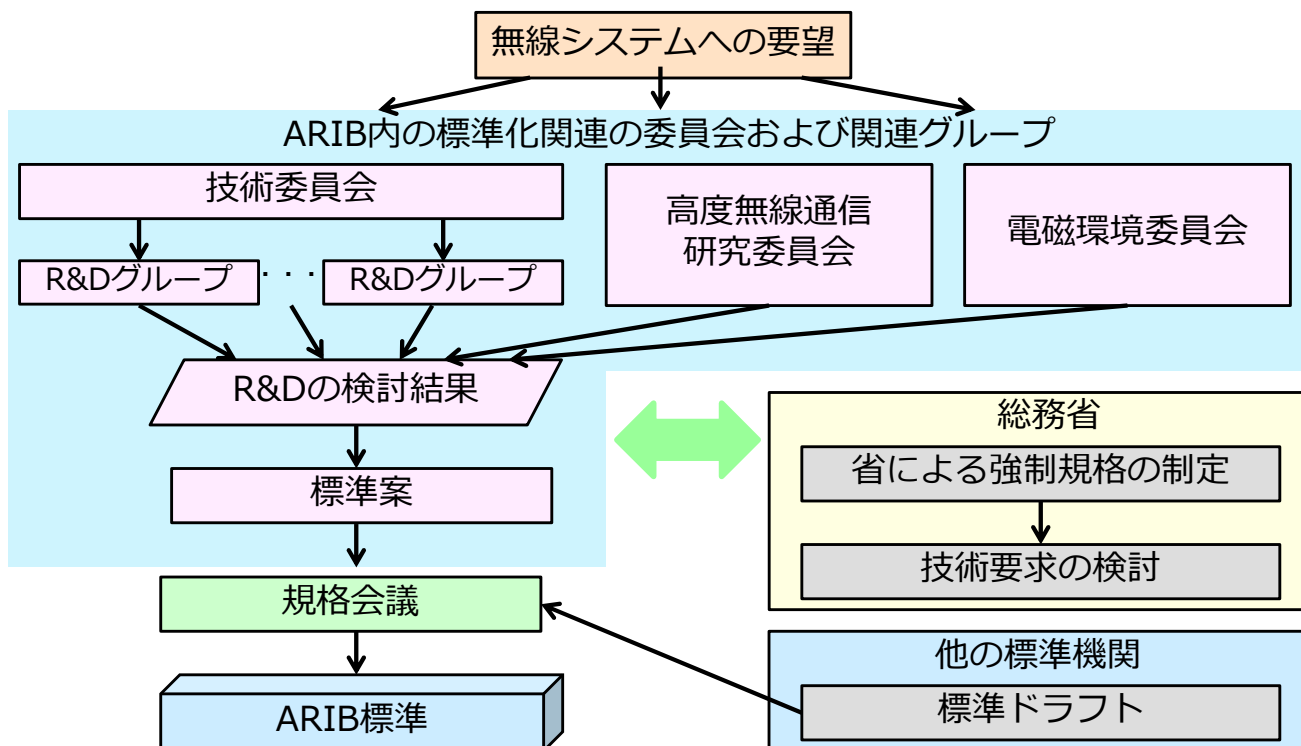 無線システムへの要望
ARIB内の標準化関連の委員会および関連グループ
技術委員会
高度無線通信
研究委員会
電磁環境委員会
R&Dグループ
・・・
R&Dグループ
R&Dの検討結果
総務省
省による強制規格の制定
標準案
技術要求の検討
規格会議
他の標準機関
標準ドラフト
ARIB標準